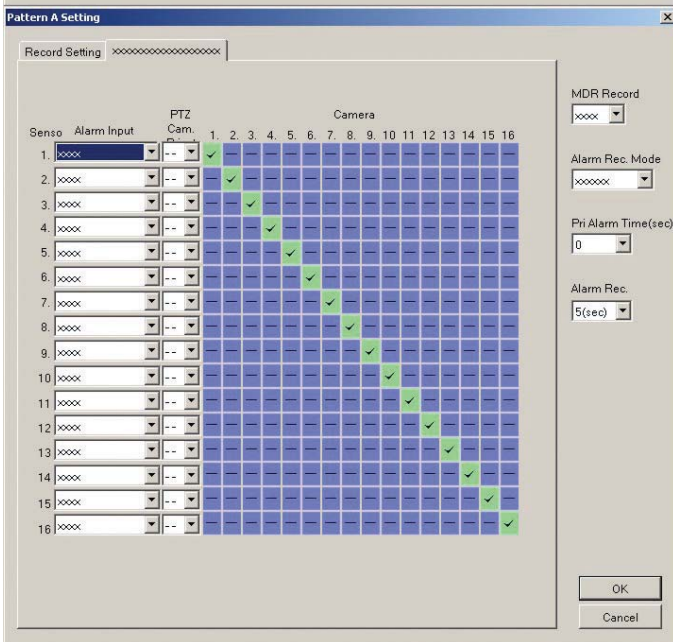 Pattern A Setting
Record Setting xxxxxxxxxxxxxxxxxx
MDR Record
xxxx
PTZ
Camera
Senso Alarm Input Cam. 1. 2. 3. 4. 5. 6. 7. 8. 9. 10 11 12 13 14 15 16
1. xxxx --
2. xxxx --
3. xxxx --
4. xxxx --
5. xxxx --
6. xxxx --
7. xxxx --
8. xxxx --
9. xxxx --
10 xxxx --
11 xxxx --
12 xxxx --
13 xxxx --
14 xxxx --
15 xxxx --
16 xxxx --
Alarm Rec. Mode
xxxxxx
Pri Alarm Time(sec)
0
Alarm Rec.
5(sec)
OK
Cancel